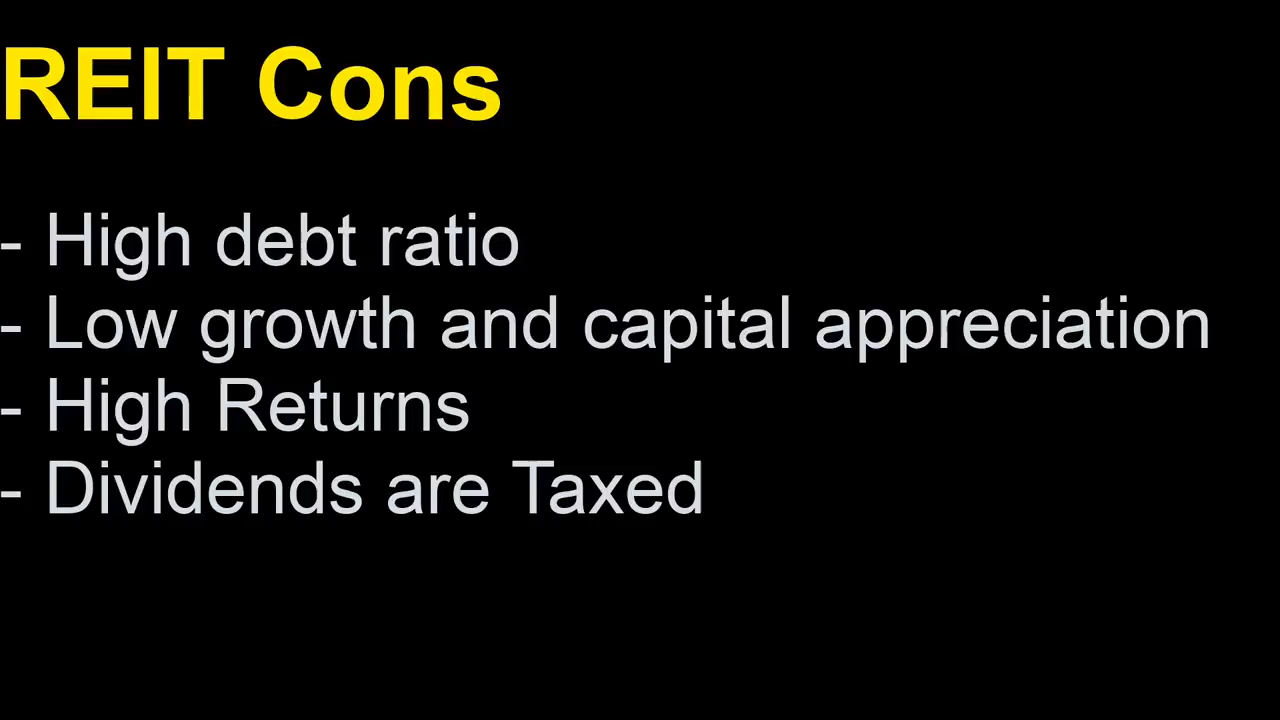 REIT Cons
- High debt ratio
- Low growth and capital appreciation
- High Returns
- Dividends are Taxed